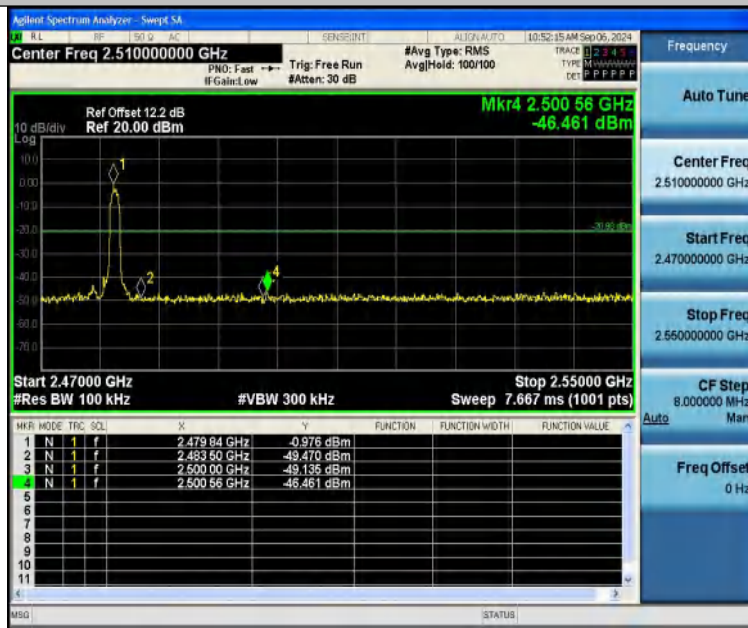 Agilent Spectrum Analyzer - Swept SA
RL RF 50 Ω AC SENSE:INT ALIGN AUTO 10:52:15 AM Sep 06, 2024
Center Freq 2.510000000 GHz
PNO: Fast
IFGain:Low
Trig: Free Run
#Atten: 30 dB
#Avg Type: RMS
Avg|Hold: 100/100
TRACE 1 2 3 4 5
TYPE M
DET P P P P P P
Mkr4 2.500 56 GHz
-46.461 dBm
Ref Offset 12.2 dB
10 dB/div Ref 20.00 dBm
Log
1
10.0
0.00
-20.0
-30.0
-40.0
-50.0
-60.0
2
4
Start 2.47000 GHz Stop 2.55000 GHz
#Res BW 100 kHz #VBW 300 kHz Sweep 7.667 ms (1001 pts)
MKR MODE TRC SCL X Y FUNCTION FUNCTION WIDTH FUNCTION VALUE
1 N 1 f 2.479 84 GHz -0.976 dBm
2 N 1 f 2.483 50 GHz -49.470 dBm
3 N 1 f 2.500 00 GHz -49.135 dBm
4 N 1 f 2.500 56 GHz -46.461 dBm
5
6
7
8
9
10
11
MSG STATUS
Frequency
Auto Tune
Center Freq
2.510000000 GHz
Start Freq
2.470000000 GHz
Stop Freq
2.550000000 GHz
CF Step
8.000000 MHz
Auto Man
Freq Offset
0 Hz